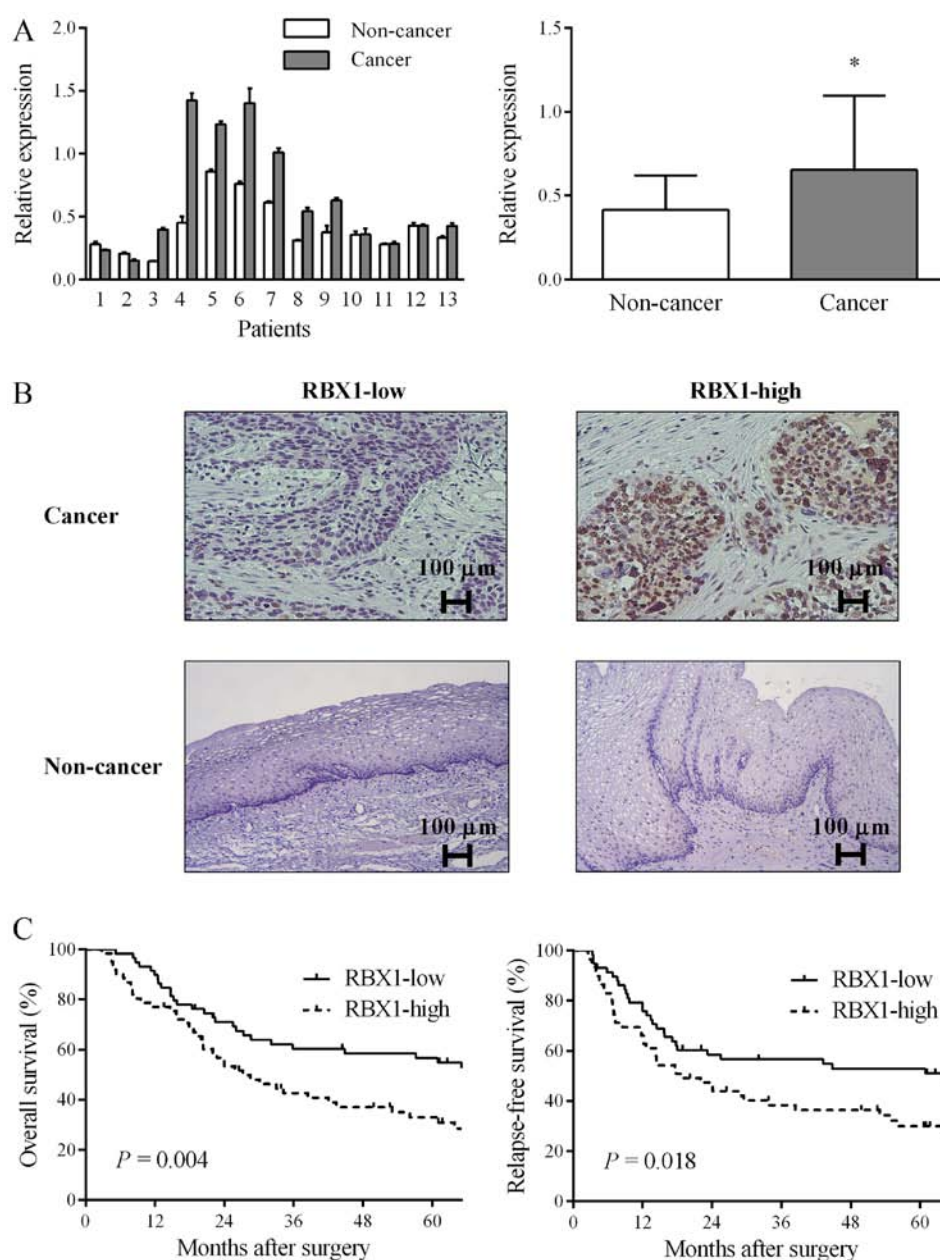 A
Relative expression
2.0
1.5
1.0
0.5
0.0
Non-cancer
Cancer
1 2 3 4 5 6 7 8 9 10 11 12 13
Patients
Relative expression
1.5
1.0
0.5
0.0
*
Non-cancer Cancer
B
RBX1-low RBX1-high
Cancer
100 μm
100 μm
Non-cancer
100 μm
100 μm
C
Overall survival (%)
100
80
60
40
20
0
RBX1-low
RBX1-high
P = 0.004
0 12 24 36 48 60
Months after surgery
Relapse-free survival (%)
100
80
60
40
20
0
RBX1-low
RBX1-high
P = 0.018
0 12 24 36 48 60
Months after surgery